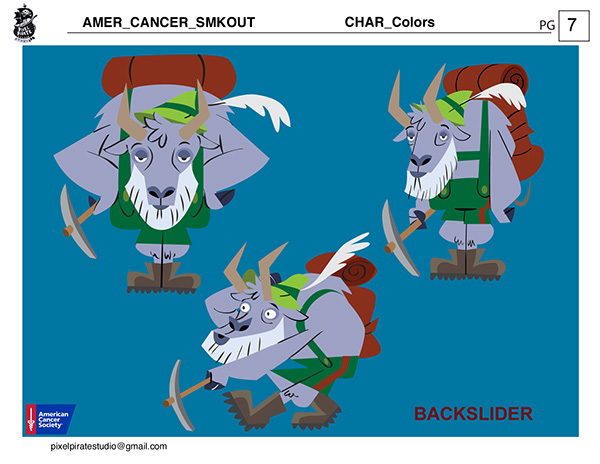 AMER_CANCER_SMKOUT CHAR_Colors PG 7
BACKSLIDER
American
Cancer
Society
pixelpiratestudio@gmail.com